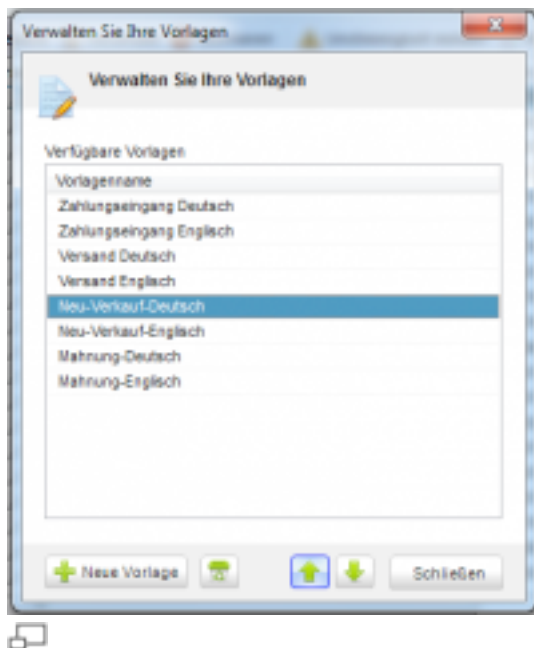 Verwalten Sie Ihre Vorlagen
Verwalten Sie Ihre Vorlagen
Verfügbare Vorlagen
Vorlagenname
Zahlungseingang Deutsch
Zahlungseingang Englisch
Versand Deutsch
Versand Englisch
Neu-Verkauf-Deutsch
Neu-Verkauf-Englisch
Mahnung-Deutsch
Mahnung-Englisch
Neue Vorlage
Schließen